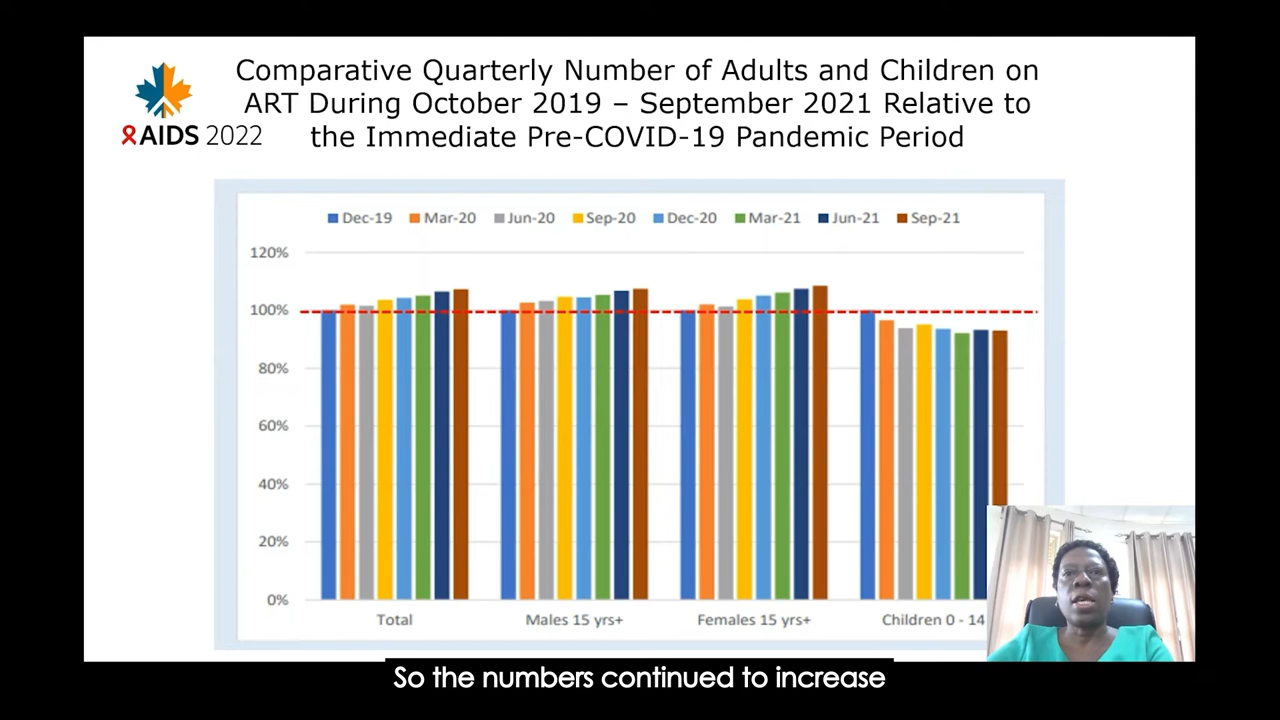 Comparative Quarterly Number of Adults and Children on
ART During October 2019 – September 2021 Relative to
the Immediate Pre-COVID-19 Pandemic Period
AIDS 2022
Dec-19 Mar-20 Jun-20 Sep-20 Dec-20 Mar-21 Jun-21 Sep-21
120%
100%
80%
60%
40%
20%
0%
Total Males 15 yrs+ Females 15 yrs+ Children 0 - 14
So the numbers continued to increase